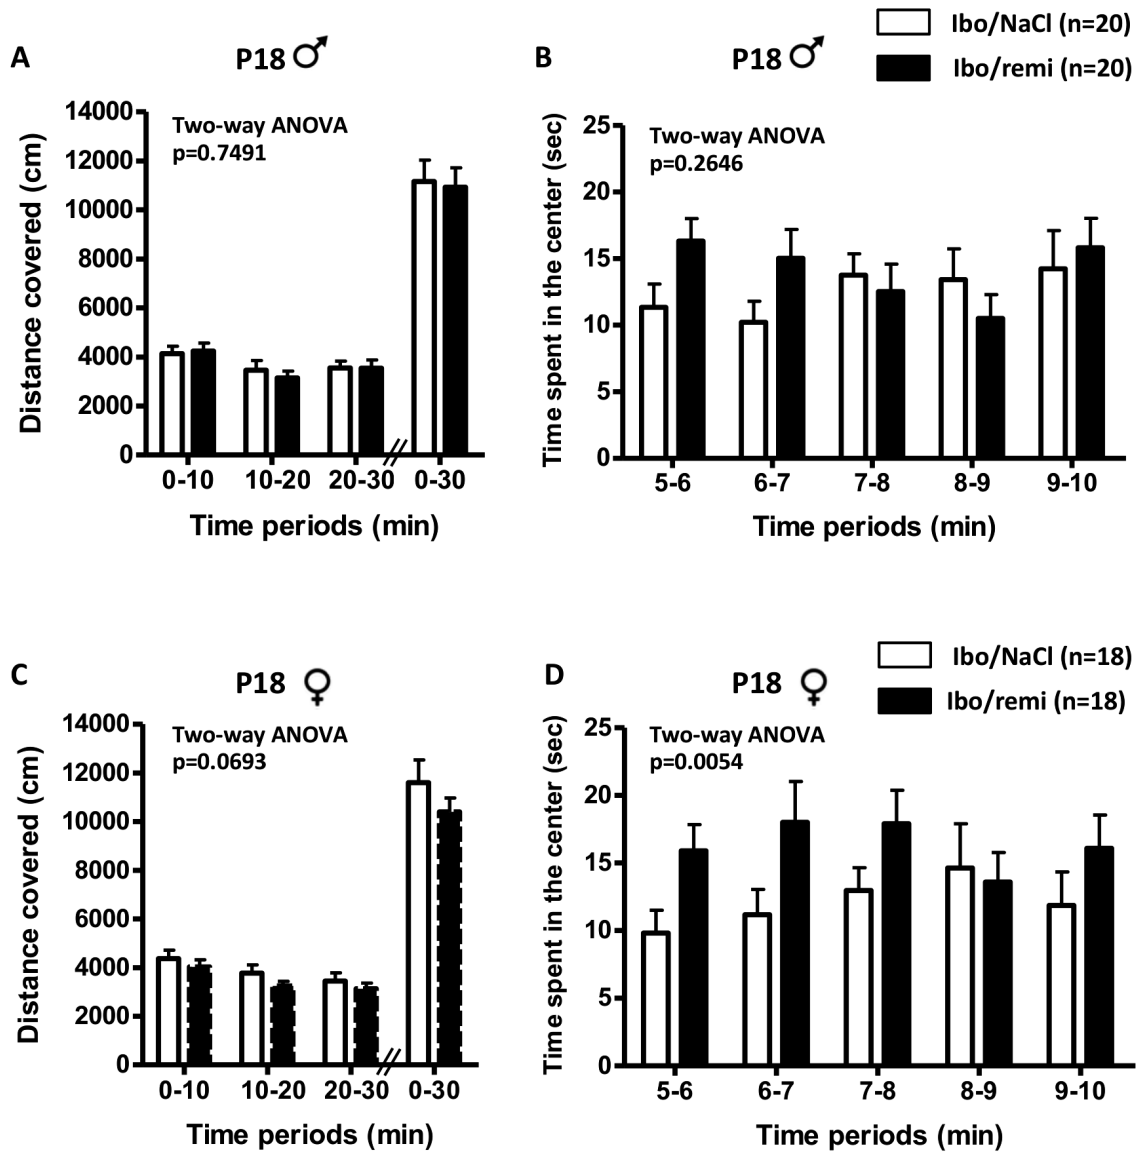 A
P18 ♂
B
P18 ♂
Ibo/NaCl (n=20)
Ibo/remi (n=20)
Two-way ANOVA
p=0.7491
Distance covered (cm)
14000
12000
10000
8000
6000
4000
2000
0
0-10
10-20
20-30
0-30
Time periods (min)
Two-way ANOVA
p=0.2646
Time spent in the center (sec)
25
20
15
10
5
0
5-6
6-7
7-8
8-9
9-10
Time periods (min)
C
P18 ♀
D
P18 ♀
Ibo/NaCl (n=18)
Ibo/remi (n=18)
Two-way ANOVA
p=0.0693
Distance covered (cm)
14000
12000
10000
8000
6000
4000
2000
0
0-10
10-20
20-30
0-30
Time periods (min)
Two-way ANOVA
p=0.0054
Time spent in the center (sec)
25
20
15
10
5
0
5-6
6-7
7-8
8-9
9-10
Time periods (min)